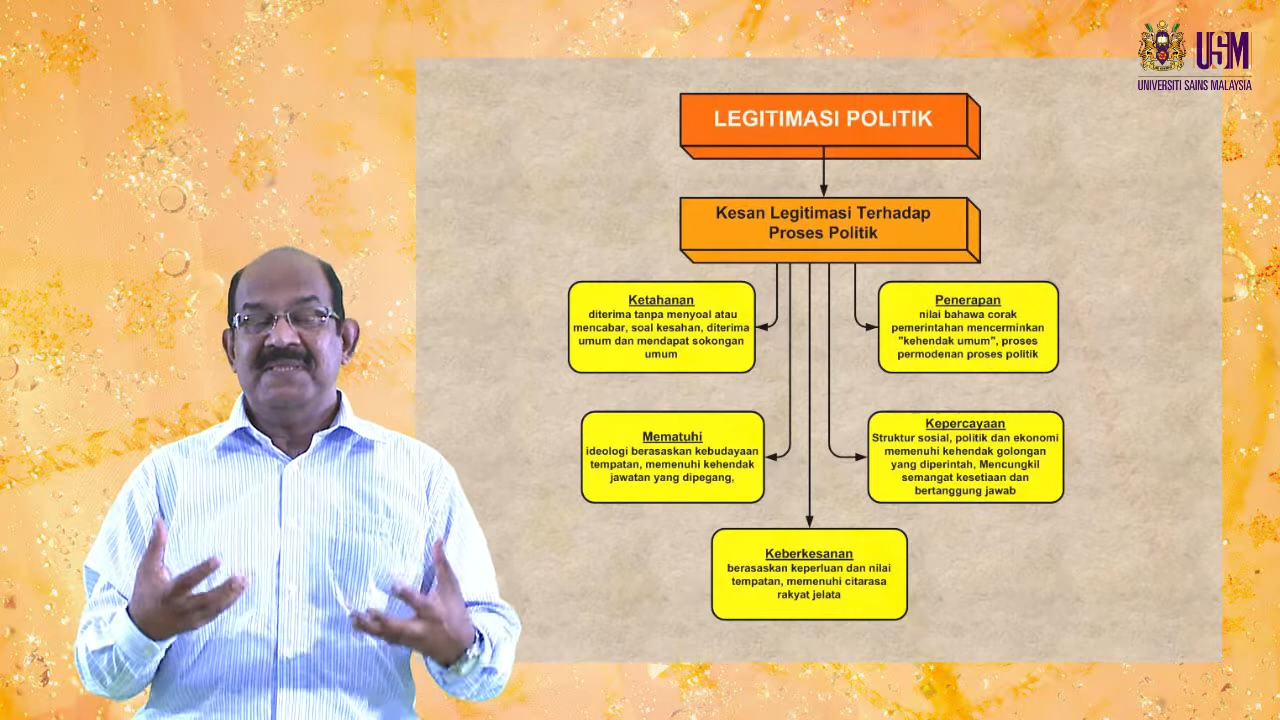 USM
UNIVERSITI SAINS MALAYSIA
LEGITIMASI POLITIK
Kesan Legitimasi Terhadap
Proses Politik
Ketahanan
diterima tanpa menyoal atau
mencabar, soal kesahan, diterima
umum dan mendapat sokongan
umum
Penerapan
nilai bahawa corak
pemerintahan mencerminkan
"kehendak umum", proses
permodenan proses politik
Mematuhi
ideologi berasaskan kebudayaan
tempatan, memenuhi kehendak
jawatan yang dipegang,
Kepercayaan
Struktur sosial, politik dan ekonomi
memenuhi kehendak golongan
yang diperintah, Mencungkil
semangat kesetiaan dan
bertanggung jawab
Keberkesanan
berasaskan keperluan dan nilai
tempatan, memenuhi citarasa
rakyat jelata